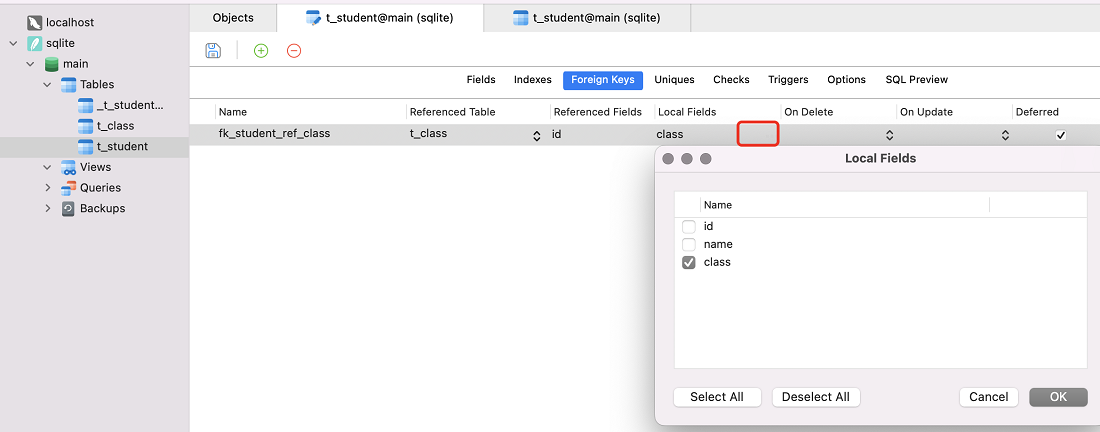 localhost
sqlite
main
Tables
_t_student...
t_class
t_student
Views
Queries
Backups
Objects
t_student@main (sqlite)
t_student@main (sqlite)
Fields Indexes Foreign Keys Uniques Checks Triggers Options SQL Preview
Name Referenced Table Referenced Fields Local Fields On Delete On Update Deferred
fk_student_ref_class t_class id class
Local Fields
Name
id
name
class
Select All Deselect All Cancel OK